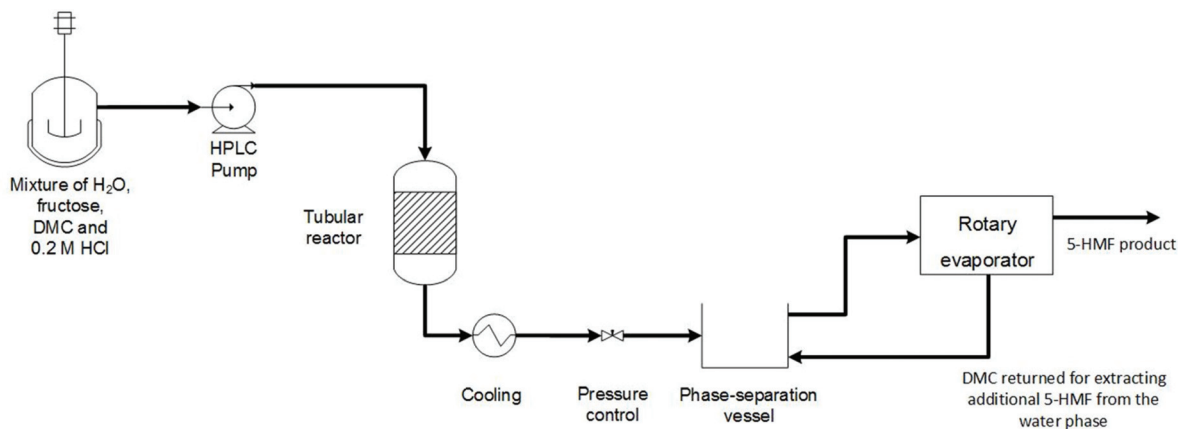 HPLC
Pump
Mixture of H₂O,
fructose,
DMC and
0.2 M HCl
Tubular
reactor
Rotary
evaporator
5-HMF product
Cooling
Pressure
control
Phase-separation
vessel
DMC returned for extracting
additional 5-HMF from the
water phase